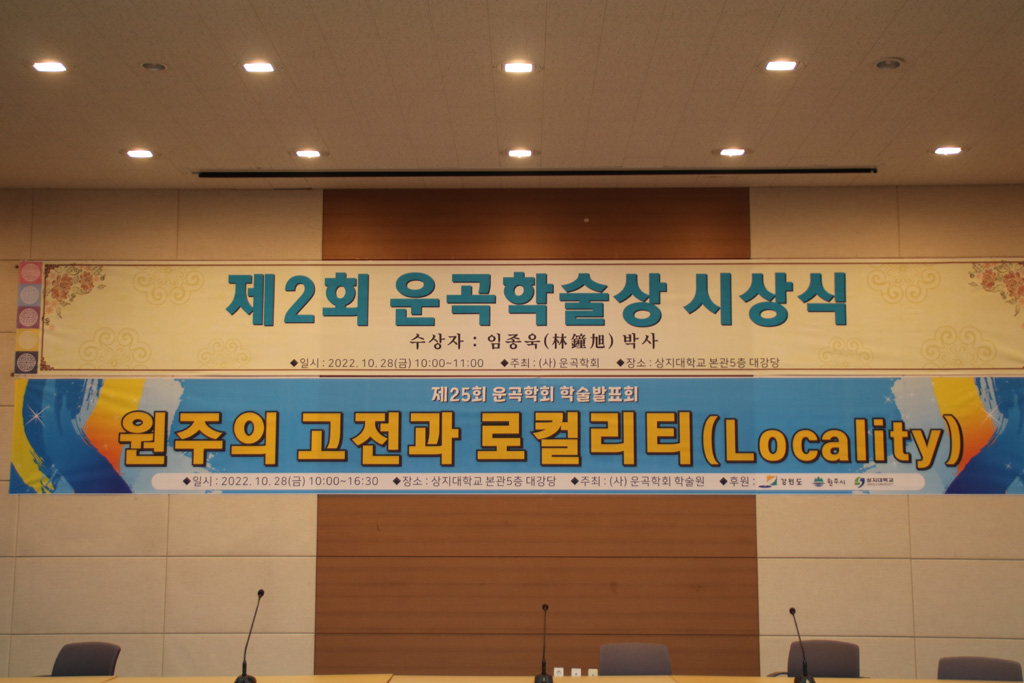 제2회 운곡학술상 시상식
수상자 : 임종욱(林鐘旭) 박사
◆일시 : 2022. 10. 28(금) 10:00~11:00 ◆주최 : (사) 운곡학회 ◆장소 : 상지대학교 본관5층 대강당
제25회 운곡학회 학술발표회
원주의 고전과 로컬리티(Locality)
◆일시 : 2022. 10. 28(금) 10:00~16:30 ◆장소 : 상지대학교 본관5층 대강당 ◆주최 : (사) 운곡학회 학술원 ◆후원 : 강원도 원주시 상지대학교